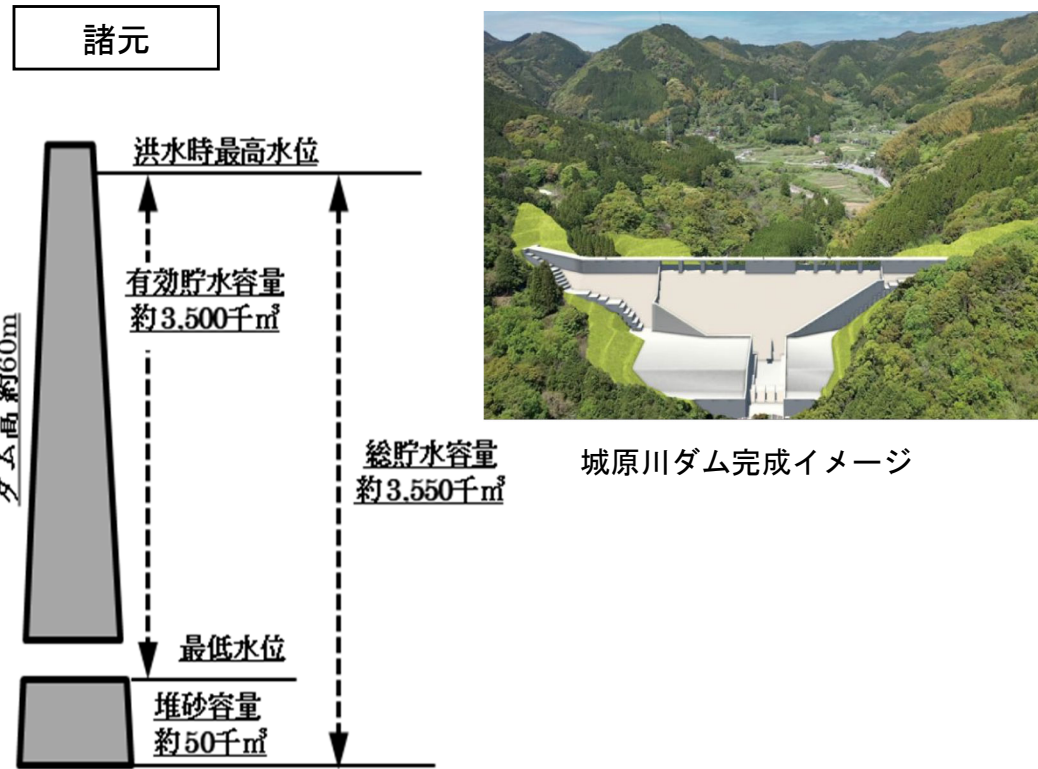 諸元
洪水時最高水位
有効貯水容量
約3,500千㎥
ダム高 約60m
総貯水容量
約3,550千㎥
城原川ダム完成イメージ
最低水位
堆砂容量
約50千㎥